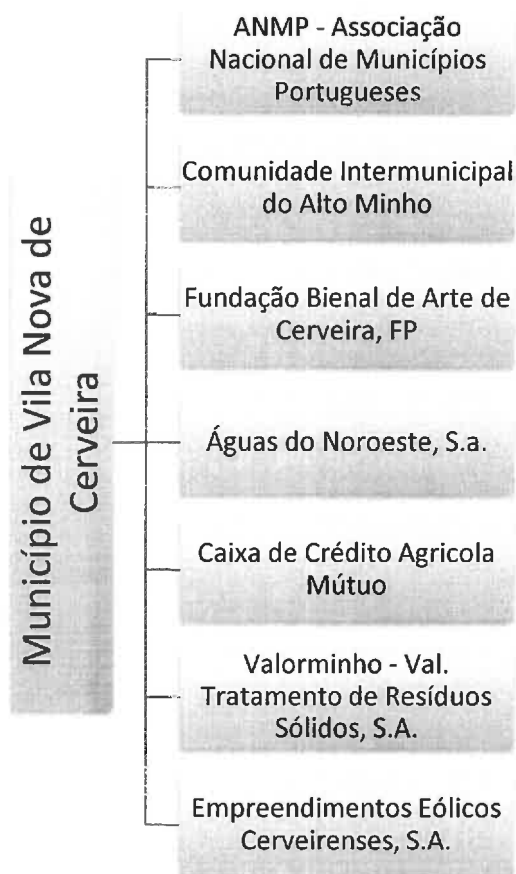 Município de Vila Nova de
Cerveira
ANMP - Associação
Nacional de Municípios
Portugueses
Comunidade Intermunicipal
do Alto Minho
Fundação Bienal de Arte de
Cerveira, FP
Águas do Noroeste, S.a.
Caixa de Crédito Agricola
Mútuo
Valorminho - Val.
Tratamento de Resíduos
Sólidos, S.A.
Empreendimentos Eólicos
Cerveirenses, S.A.